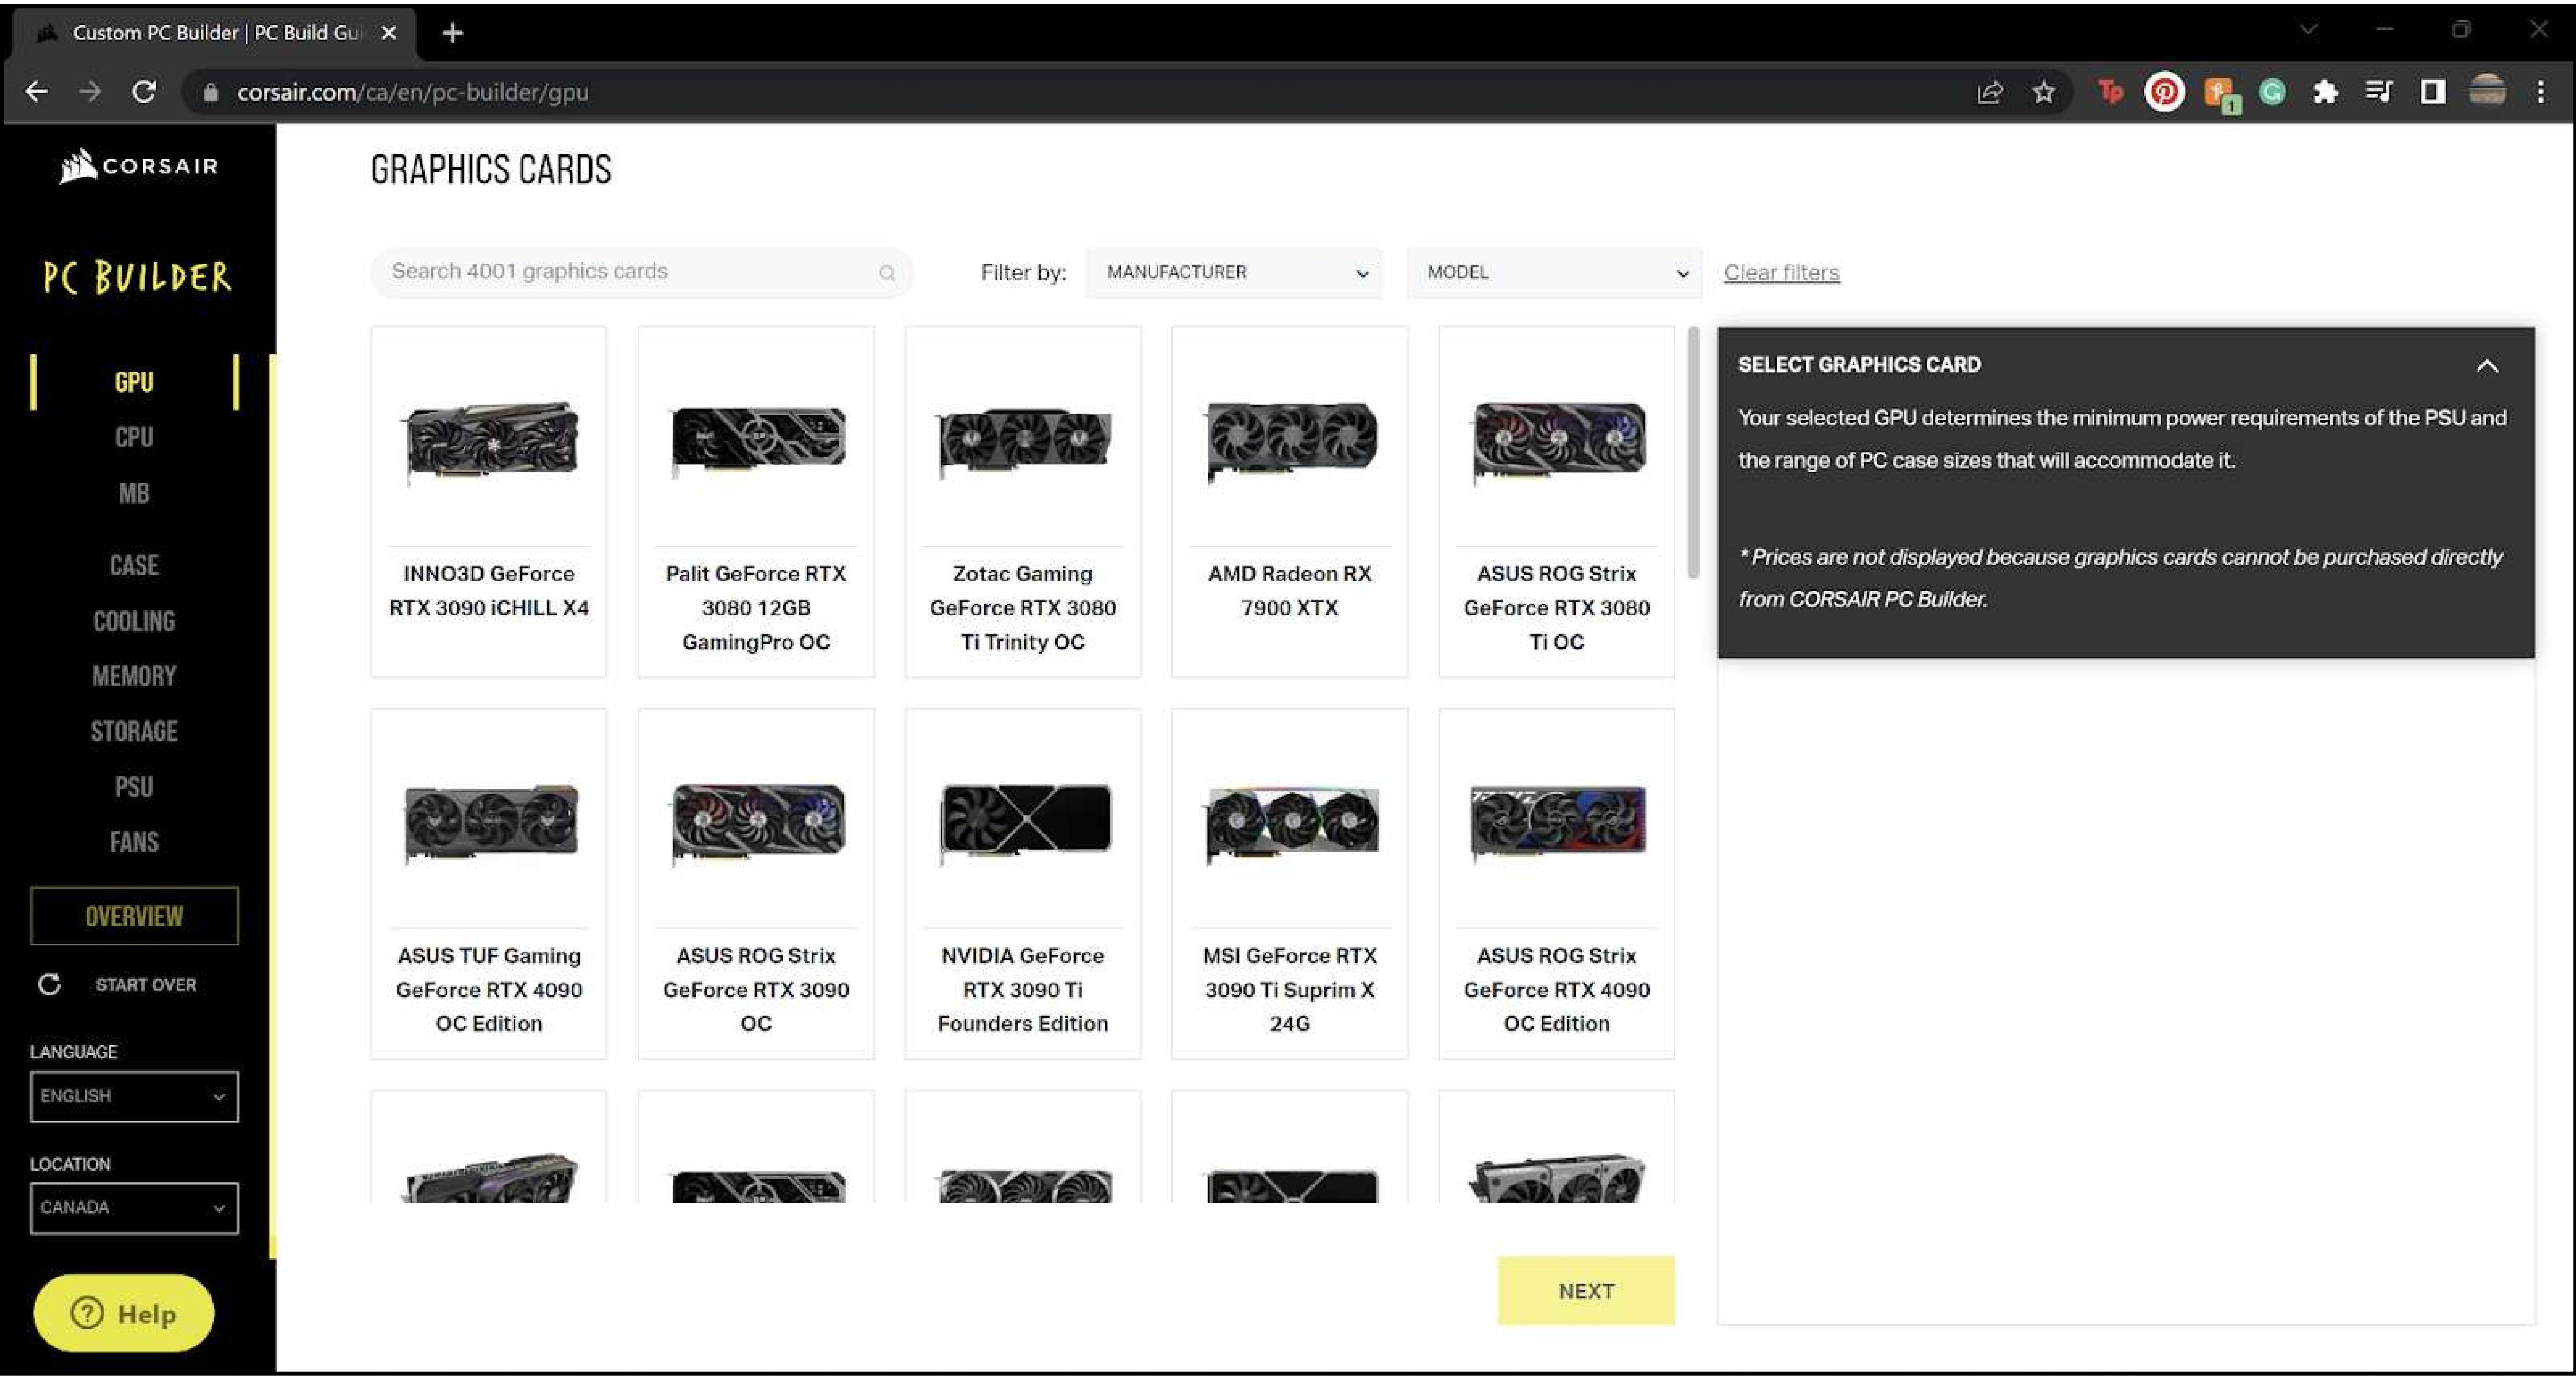 Custom PC Builder | PC Build Gui
corsair.com/ca/en/pc-builder/gpu
1
CORSAIR
PC BUILDER
GPU
CPU
MB
CASE
COOLING
MEMORY
STORAGE
PSU
FANS
OVERVIEW
START OVER
LANGUAGE
ENGLISH
LOCATION
CANADA
? Help
GRAPHICS CARDS
Search 4001 graphics cards
Filter by:
MANUFACTURER
MODEL
Clear filters
INNO3D GeForce
RTX 3090 iCHILL X4
Palit GeForce RTX
3080 12GB
GamingPro OC
Zotac Gaming
GeForce RTX 3080
Ti Trinity OC
AMD Radeon RX
7900 XTX
ASUS ROG Strix
GeForce RTX 3080
Ti OC
ASUS TUF Gaming
GeForce RTX 4090
OC Edition
ASUS ROG Strix
GeForce RTX 3090
OC
NVIDIA GeForce
RTX 3090 Ti
Founders Edition
MSI GeForce RTX
3090 Ti Suprim X
24G
ASUS ROG Strix
GeForce RTX 4090
OC Edition
NEXT
SELECT GRAPHICS CARD
Your selected GPU determines the minimum power requirements of the PSU and
the range of PC case sizes that will accommodate it.
* Prices are not displayed because graphics cards cannot be purchased directly
from CORSAIR PC Builder.